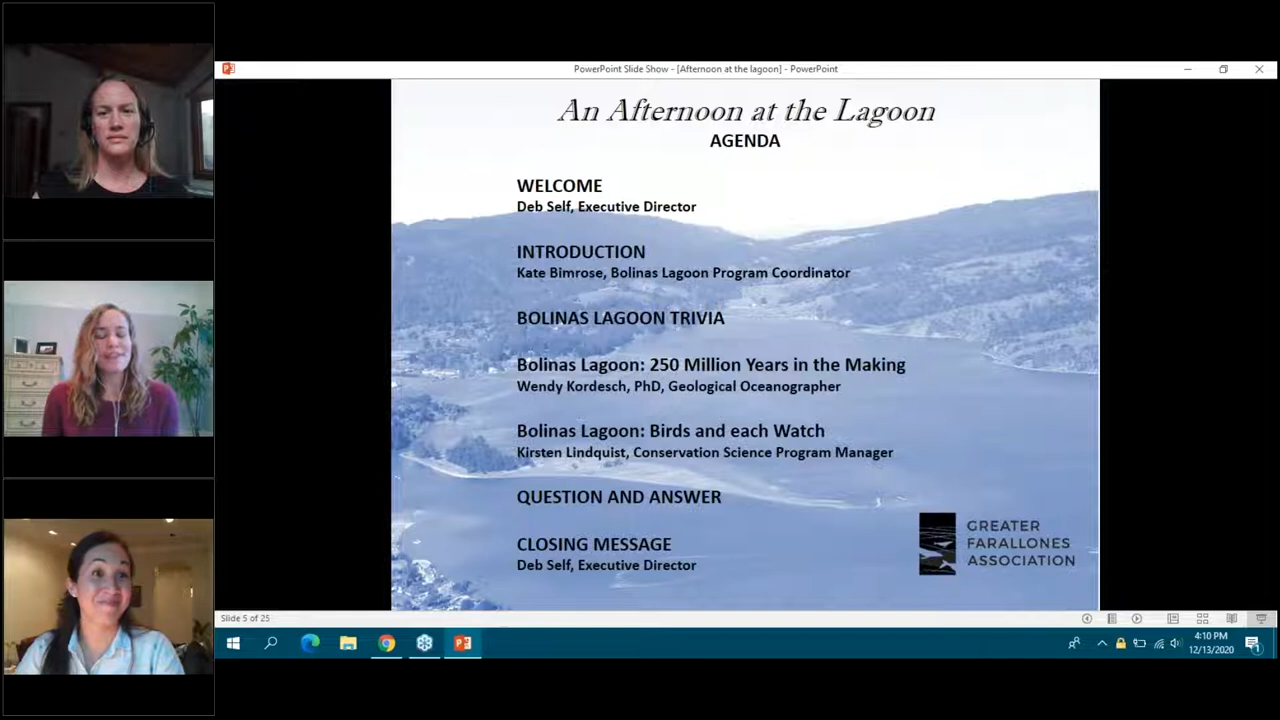 PowerPoint Slide Show - [Afternoon at the lagoon] - PowerPoint
An Afternoon at the Lagoon
AGENDA
WELCOME
Deb Self, Executive Director
INTRODUCTION
Kate Bimrose, Bolinas Lagoon Program Coordinator
BOLINAS LAGOON TRIVIA
Bolinas Lagoon: 250 Million Years in the Making
Wendy Kordesch, PhD, Geological Oceanographer
Bolinas Lagoon: Birds and each Watch
Kirsten Lindquist, Conservation Science Program Manager
QUESTION AND ANSWER
CLOSING MESSAGE
Deb Self, Executive Director
GREATER
FARALLONES
ASSOCIATION
Slide 5 of 25
4:10 PM
12/13/2020
1